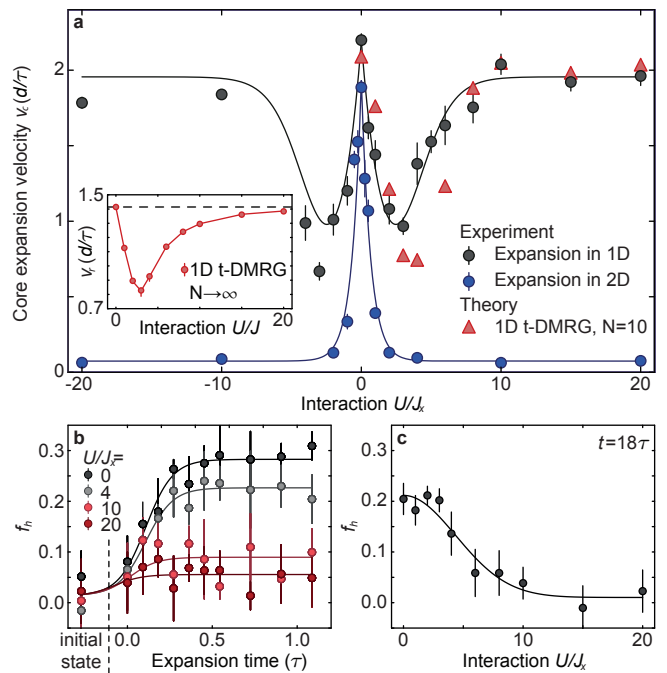 a
Core expansion velocity v_c (d/τ)
2
1
0
-20
-10
0
10
20
Interaction U/J_x
1.5
0.7
v_r (d/τ)
1D t-DMRG
N→∞
0
10
20
Interaction U/J
Experiment
Expansion in 1D
Expansion in 2D
Theory
1D t-DMRG, N=10
b
U/J_x=
0
4
10
20
f_h
0.3
0.2
0.1
0.0
initial
state
0.0
0.5
1.0
Expansion time (τ)
c
t=18τ
f_h
0.3
0.2
0.1
0.0
0
5
10
15
20
Interaction U/J_x